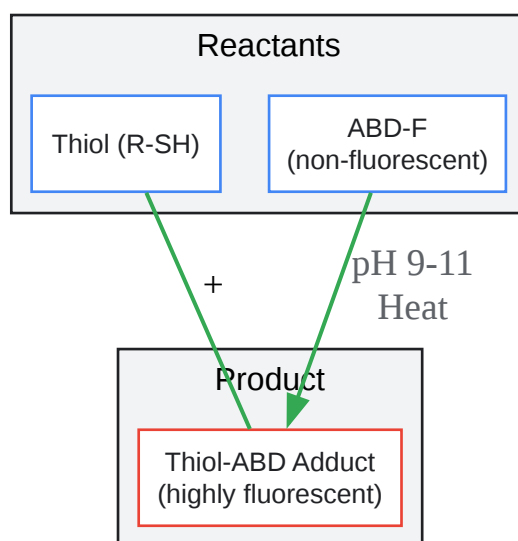 Reactants
Thiol (R-SH)
ABD-F
(non-fluorescent)
+
pH 9-11
Heat
Product
Thiol-ABD Adduct
(highly fluorescent)